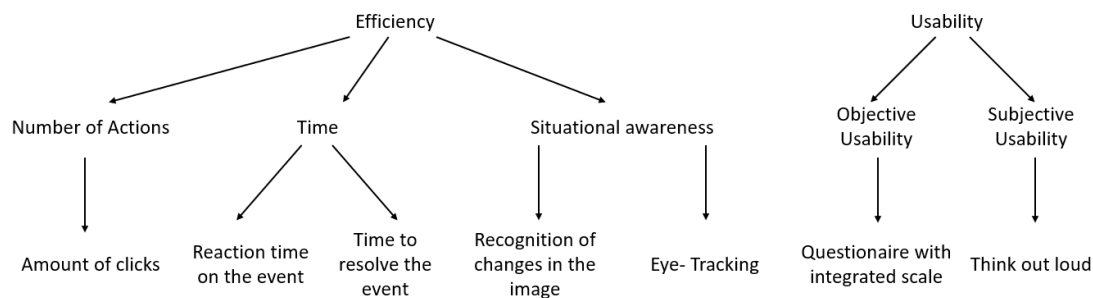 Efficiency
Usability
Number of Actions
Time
Situational awareness
Objective
Usability
Subjective
Usability
Amount of clicks
Reaction time
on the event
Time to
resolve the
event
Recognition of
changes in the
image
Eye- Tracking
Questionaire with
integrated scale
Think out loud